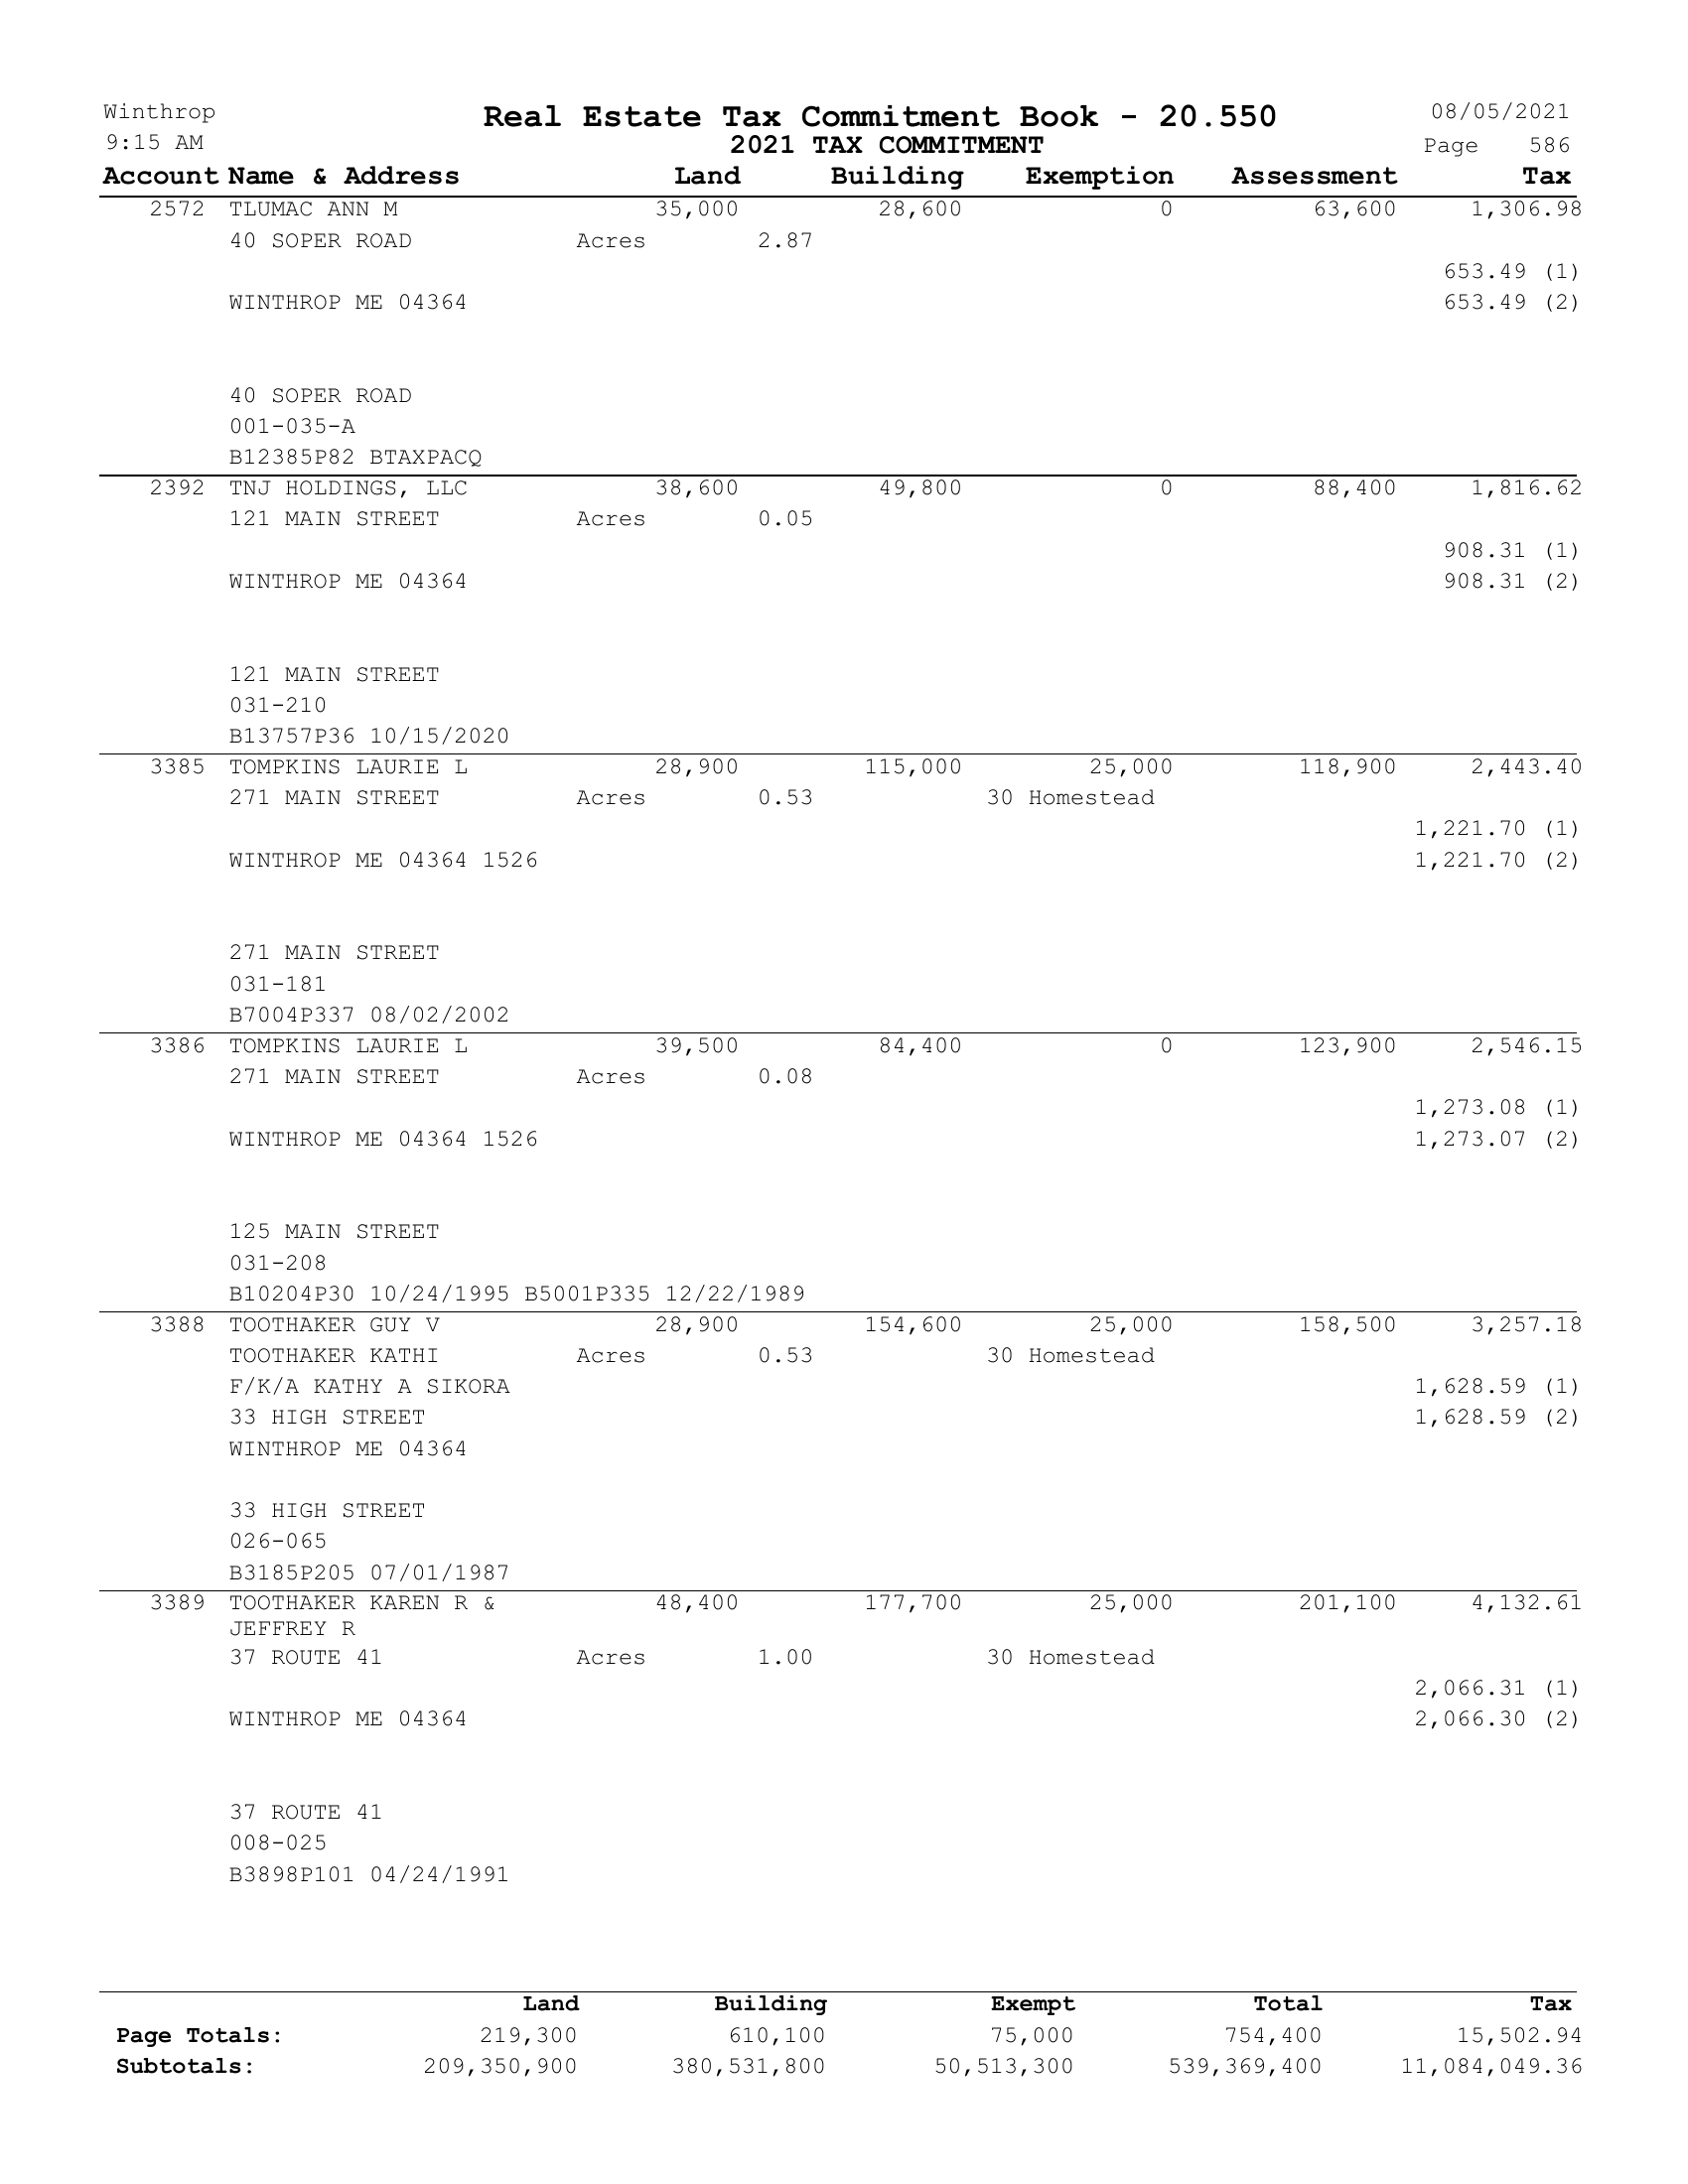 Winthrop Real Estate Tax Commitment Book - 20.550 08/05/2021
9:15 AM 2021 TAX COMMITMENT Page 586
Account Name & Address Land Building Exemption Assessment Tax
2572 TLUMAC ANN M 35,000 28,600 0 63,600 1,306.98
40 SOPER ROAD Acres 2.87
653.49 (1)
WINTHROP ME 04364 653.49 (2)
40 SOPER ROAD
001-035-A
B12385P82 BTAXPACQ
2392 TNJ HOLDINGS, LLC 38,600 49,800 0 88,400 1,816.62
121 MAIN STREET Acres 0.05
908.31 (1)
WINTHROP ME 04364 908.31 (2)
121 MAIN STREET
031-210
B13757P36 10/15/2020
3385 TOMPKINS LAURIE L 28,900 115,000 25,000 118,900 2,443.40
271 MAIN STREET Acres 0.53 30 Homestead
1,221.70 (1)
WINTHROP ME 04364 1526 1,221.70 (2)
271 MAIN STREET
031-181
B7004P337 08/02/2002
3386 TOMPKINS LAURIE L 39,500 84,400 0 123,900 2,546.15
271 MAIN STREET Acres 0.08
1,273.08 (1)
WINTHROP ME 04364 1526 1,273.07 (2)
125 MAIN STREET
031-208
B10204P30 10/24/1995 B5001P335 12/22/1989
3388 TOOTHAKER GUY V 28,900 154,600 25,000 158,500 3,257.18
TOOTHAKER KATHI Acres 0.53 30 Homestead
F/K/A KATHY A SIKORA 1,628.59 (1)
33 HIGH STREET 1,628.59 (2)
WINTHROP ME 04364
33 HIGH STREET
026-065
B3185P205 07/01/1987
3389 TOOTHAKER KAREN R & 48,400 177,700 25,000 201,100 4,132.61
JEFFREY R
37 ROUTE 41 Acres 1.00 30 Homestead
2,066.31 (1)
WINTHROP ME 04364 2,066.30 (2)
37 ROUTE 41
008-025
B3898P101 04/24/1991
Land Building Exempt Total Tax
Page Totals: 219,300 610,100 75,000 754,400 15,502.94
Subtotals: 209,350,900 380,531,800 50,513,300 539,369,400 11,084,049.36